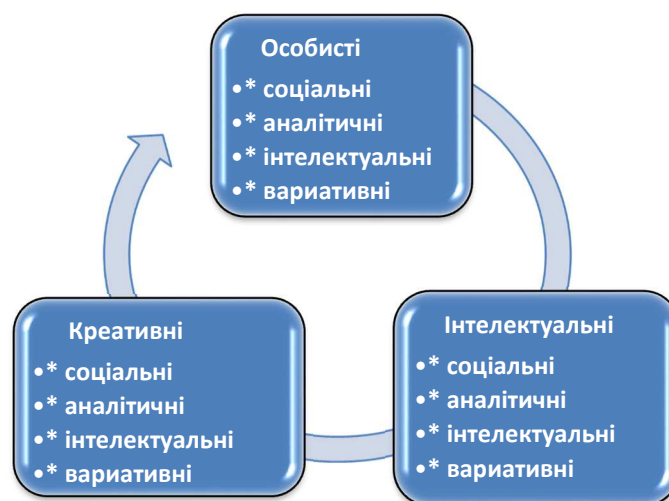 Особисті
•* соціальні
•* аналітичні
•* інтелектуальні
•* вариативні
Інтелектуальні
•* соціальні
•* аналітичні
•* інтелектуальні
•* вариативні
Креативні
•* соціальні
•* аналітичні
•* інтелектуальні
•* вариативні